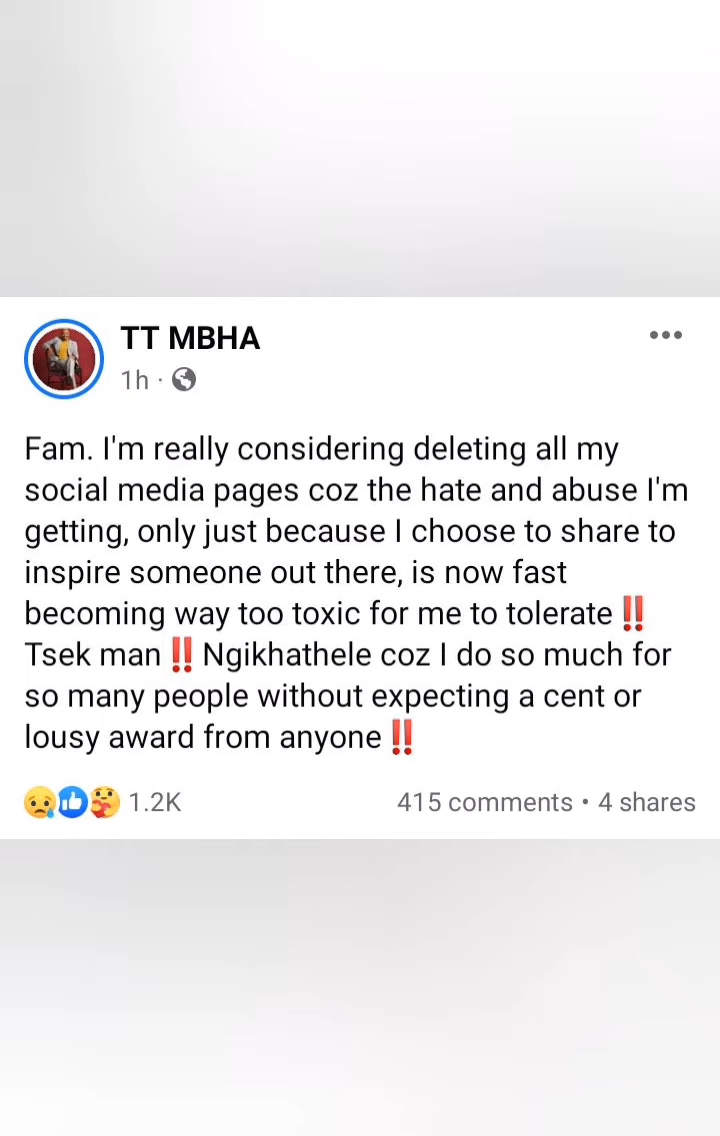 TT MBHA
1h ·
Fam. I'm really considering deleting all my
social media pages coz the hate and abuse I'm
getting, only just because I choose to share to
inspire someone out there, is now fast
becoming way too toxic for me to tolerate ‼️
Tsek man ‼️ Ngikhathele coz I do so much for
so many people without expecting a cent or
lousy award from anyone ‼️
1.2K 415 comments • 4 shares